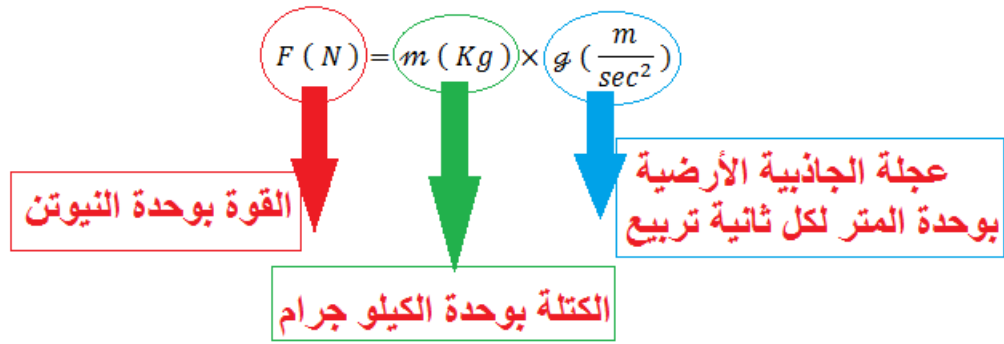 F ( N ) = m ( Kg ) × g ( m / sec² )
عجلة الجاذبية الأرضية
بوحدة المتر لكل ثانية تربيع
القوة بوحدة النيوتن
الكتلة بوحدة الكيلو جرام